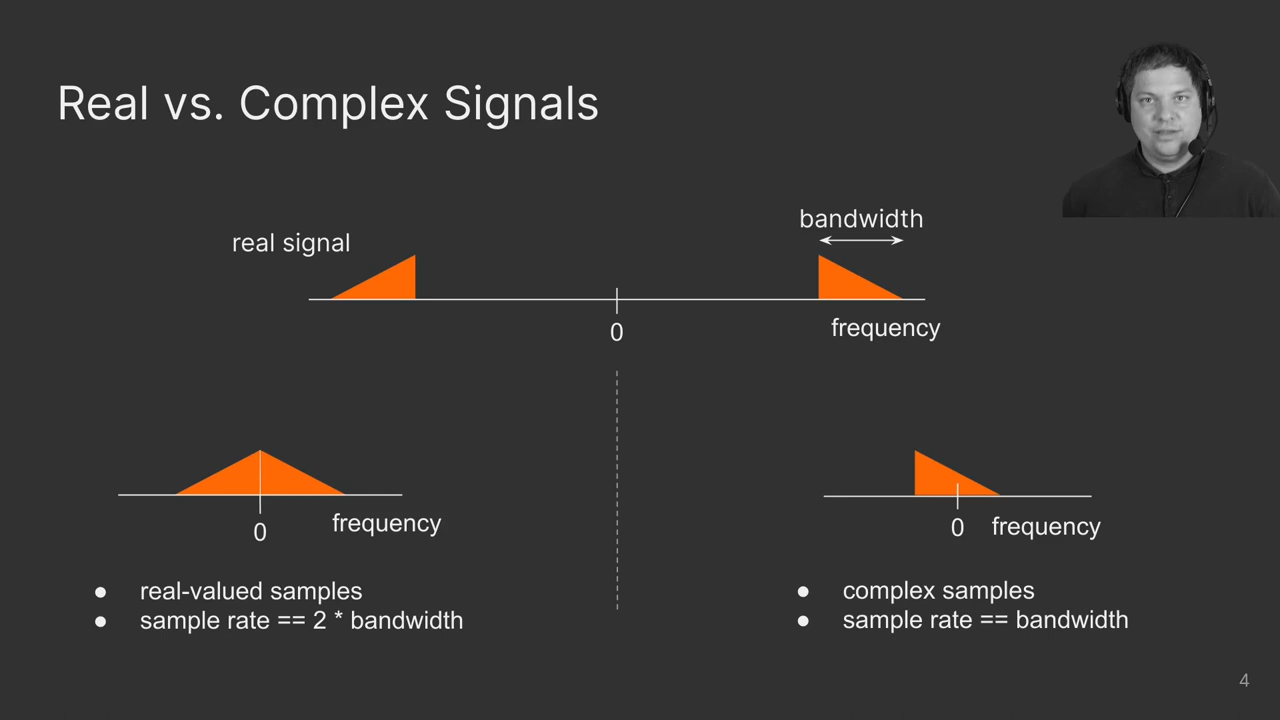 Real vs. Complex Signals
bandwidth
real signal
0
frequency
0
frequency
0
frequency
● real-valued samples
● sample rate == 2 * bandwidth
● complex samples
● sample rate == bandwidth
4